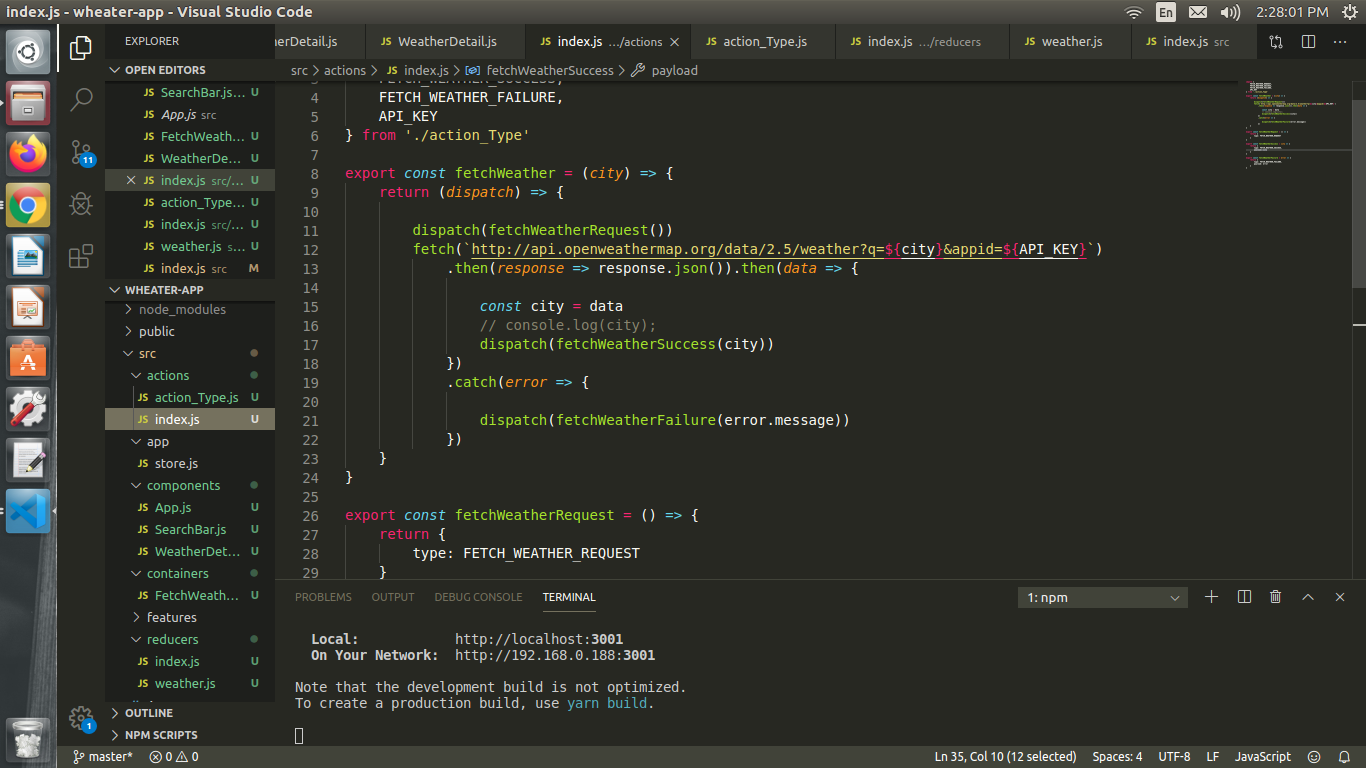 index.js - wheater-app - Visual Studio Code
En
2:28:01 PM
EXPLORER
OPEN EDITORS
JS SearchBar.js... U
JS App.js src
JS FetchWeath... U
JS WeatherDe... U
JS index.js src/... U
JS action_Type... U
JS index.js src/... U
JS weather.js s... U
JS index.js src M
WHEATER-APP
node_modules
public
src
actions
JS action_Type.js U
JS index.js U
app
JS store.js
components
JS App.js U
JS SearchBar.js U
JS WeatherDet... U
containers
JS FetchWeath... U
features
reducers
JS index.js U
JS weather.js U
OUTLINE
NPM SCRIPTS
11
1
herDetail.js
JS WeatherDetail.js
JS index.js .../actions
JS action_Type.js
JS index.js .../reducers
JS weather.js
JS index.js src
src > actions > JS index.js > fetchWeatherSuccess > payload
3 FETCH_WEATHER_SUCCESS,
4 FETCH_WEATHER_FAILURE,
5 API_KEY
6 } from './action_Type'
7
8 export const fetchWeather = (city) => {
9 return (dispatch) => {
10
11 dispatch(fetchWeatherRequest())
12 fetch(`http://api.openweathermap.org/data/2.5/weather?q=${city}&appid=${API_KEY}`)
13 .then(response => response.json()).then(data => {
14
15 const city = data
16 // console.log(city);
17 dispatch(fetchWeatherSuccess(city))
18 })
19 .catch(error => {
20
21 dispatch(fetchWeatherFailure(error.message))
22 })
23 }
24 }
25
26 export const fetchWeatherRequest = () => {
27 return {
28 type: FETCH_WEATHER_REQUEST
29 }
PROBLEMS OUTPUT DEBUG CONSOLE TERMINAL
1: npm
Local: http://localhost:3001
On Your Network: http://192.168.0.188:3001
Note that the development build is not optimized.
To create a production build, use yarn build.
master* 0 0
Ln 35, Col 10 (12 selected) Spaces: 4 UTF-8 LF JavaScript